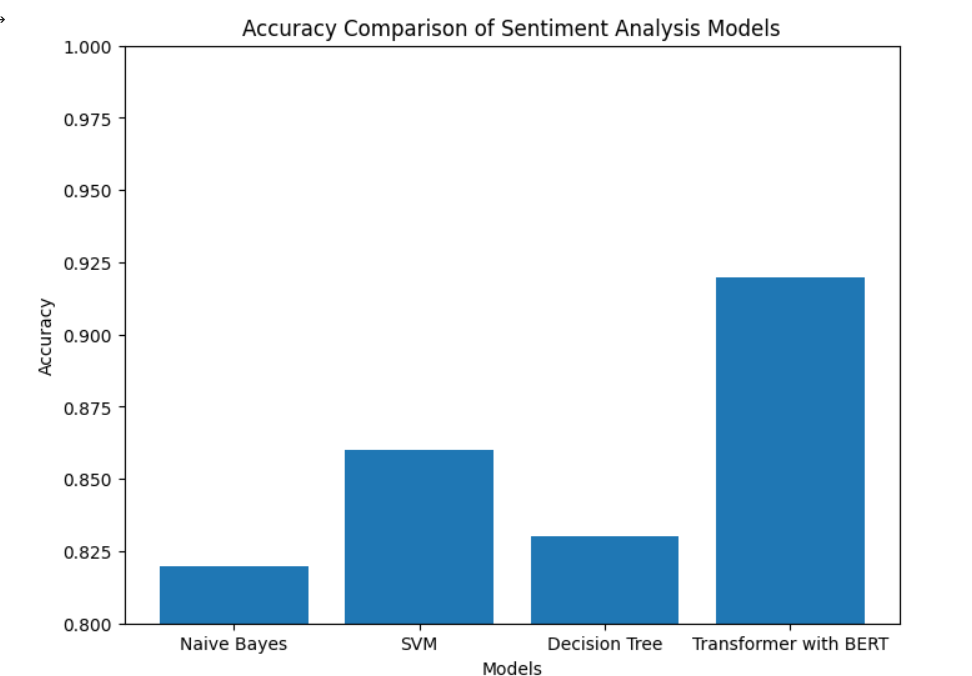 Accuracy Comparison of Sentiment Analysis Models
1.000
0.975
0.950
0.925
0.900
0.875
0.850
0.825
0.800
Accuracy
Naive Bayes SVM Decision Tree Transformer with BERT
Models